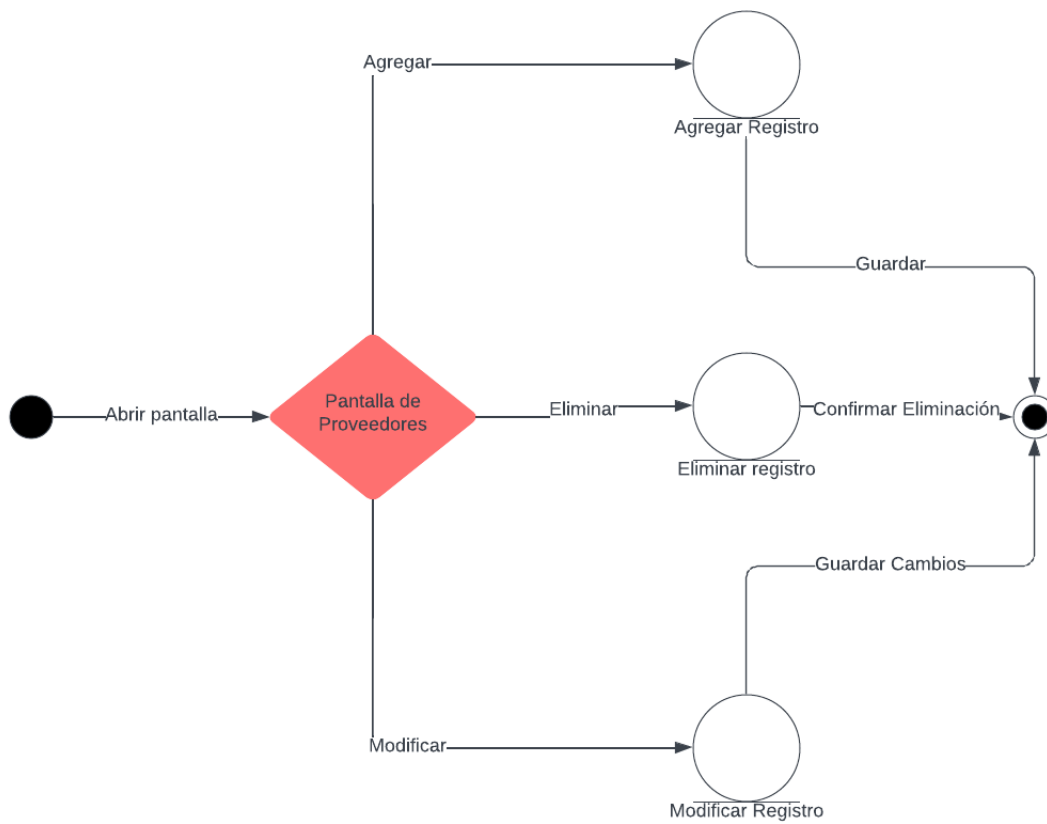 Agregar
Agregar Registro
Guardar
Abrir pantalla
Pantalla de
Proveedores
Eliminar
Confirmar Eliminación
Eliminar registro
Guardar Cambios
Modificar
Modificar Registro